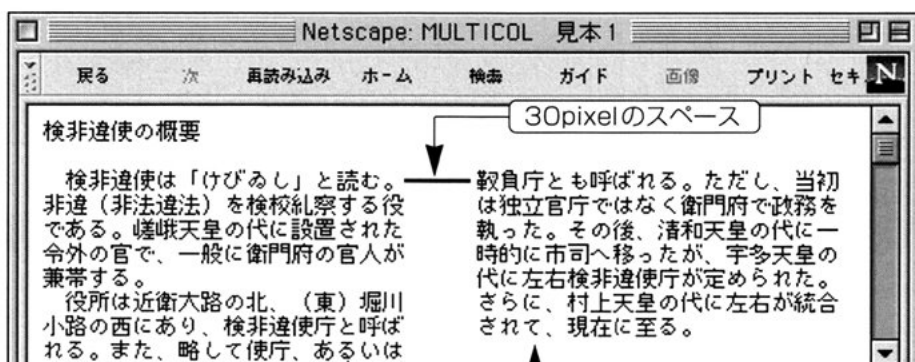 Netscape: MULTICOL 見本1
戻る 次 再読み込み ホーム 検索 ガイド 画像 プリント セキ N
30pixelのスペース
検非違使の概要
検非違使は「けびゐし」と読む。
非違（非法違法）を検校糺察する役
である。嵯峨天皇の代に設置された
令外の官で、一般に衛門府の官人が
兼帯する。
役所は近衛大路の北、（東）堀川
小路の西にあり、検非違使庁と呼ば
れる。また、略して使庁、あるいは
靫負庁とも呼ばれる。ただし、当初
は独立官庁ではなく衛門府で政務を
執った。その後、清和天皇の代に一
時的に市司へ移ったが、宇多天皇の
代に左右検非違使庁が定められた。
さらに、村上天皇の代に左右が統合
されて、現在に至る。